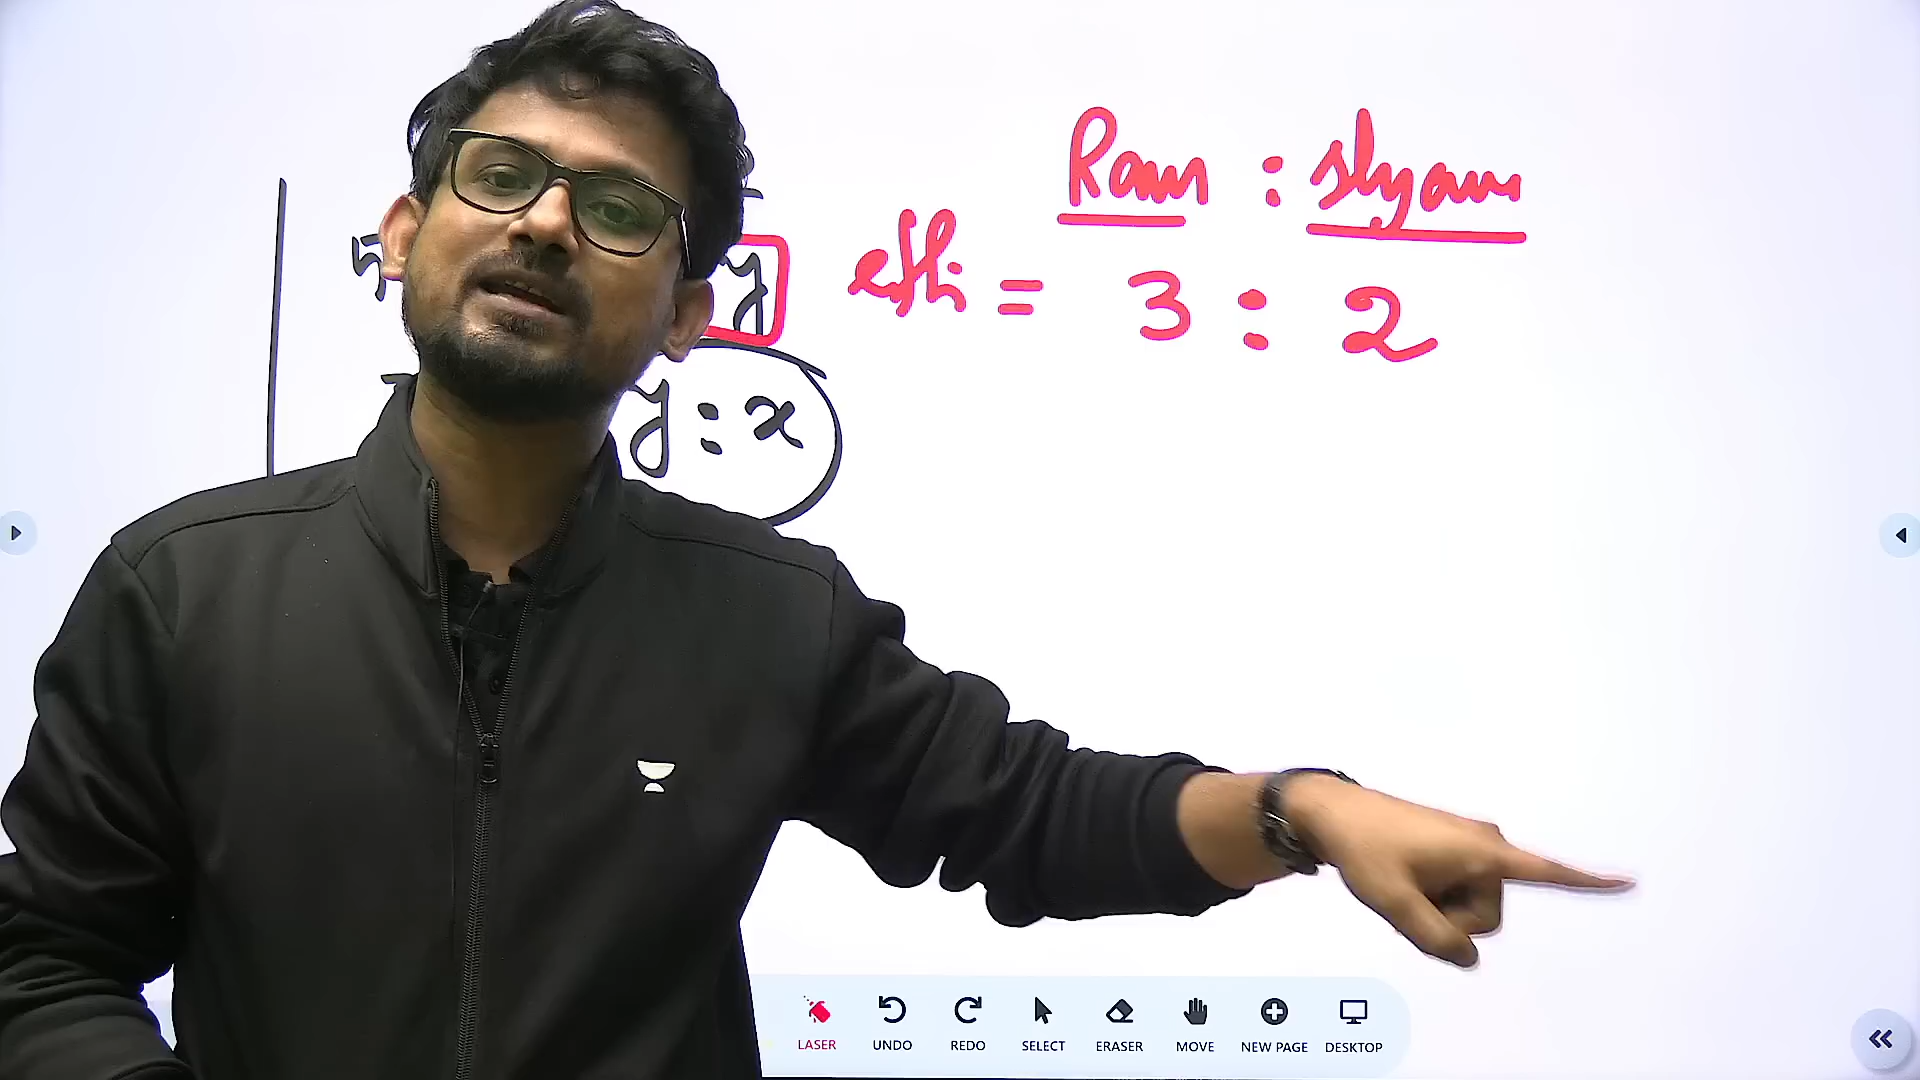 Ram : Shyam
effi = 3 : 2
y
y : x
LASER UNDO REDO SELECT ERASER MOVE NEW PAGE DESKTOP